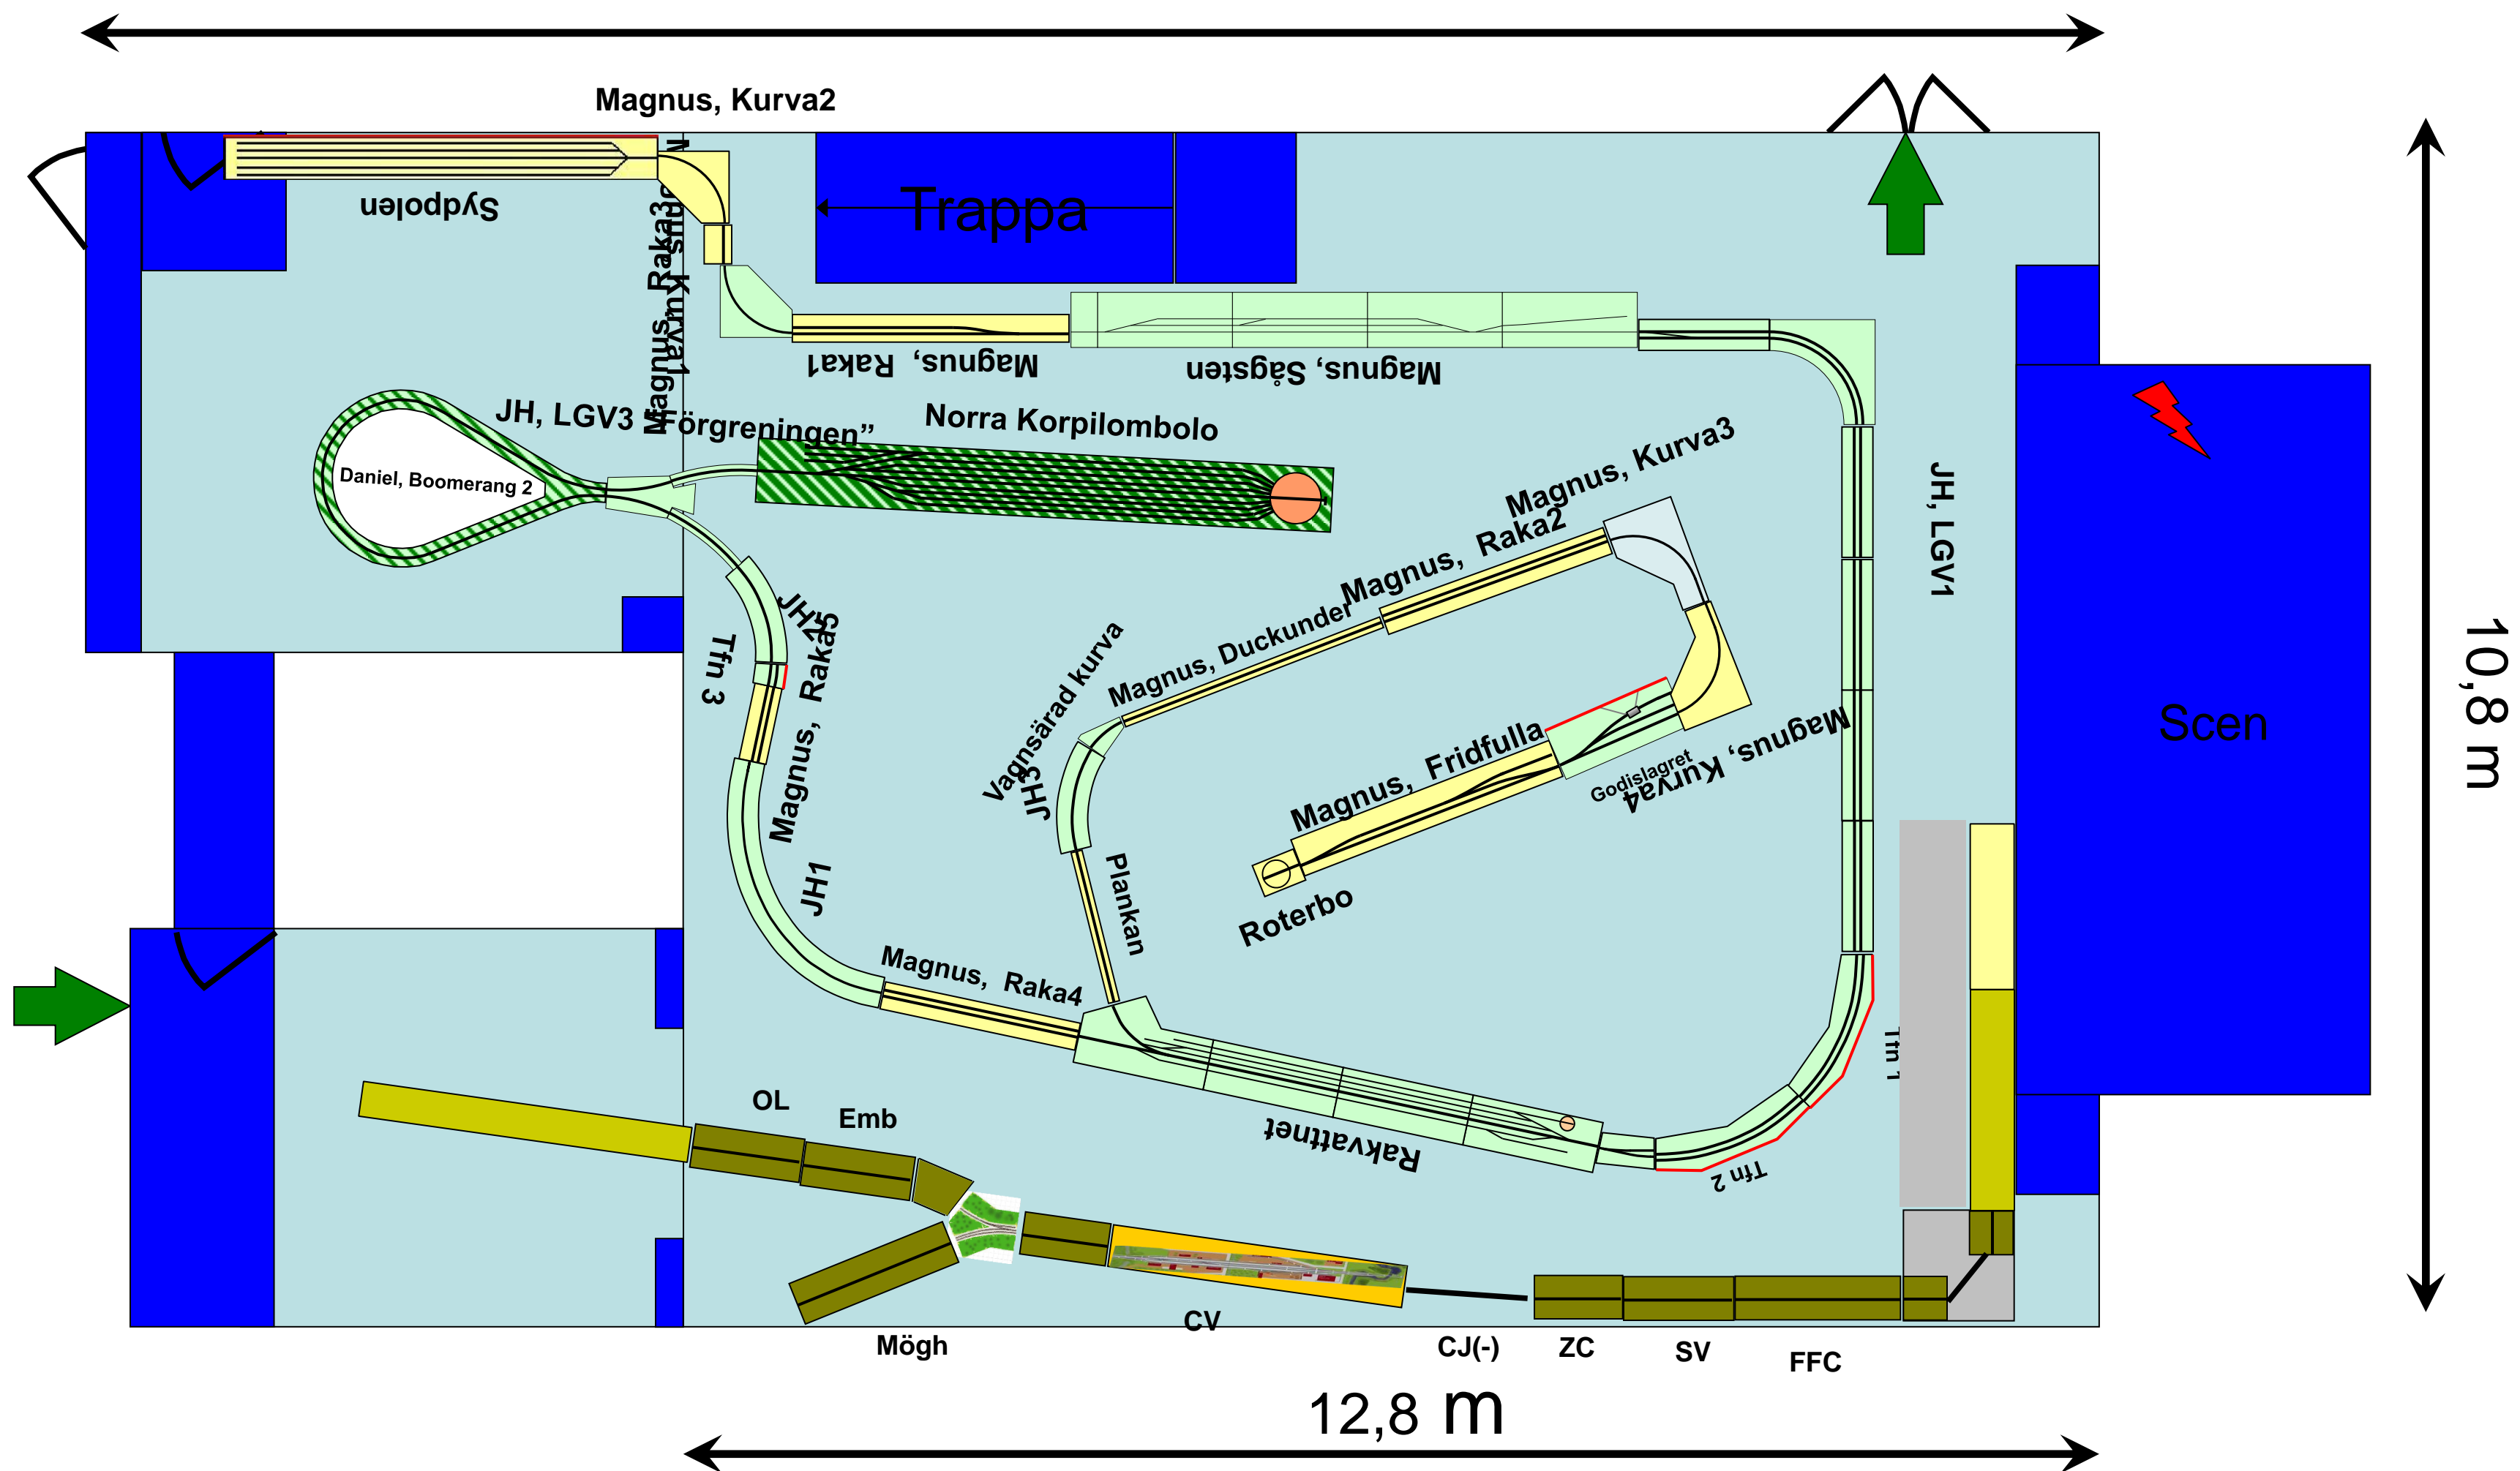 Magnus, Kurva2
Sydpolen
Magnus, Raka3
Magnus, Kurva1
Trappa
Magnus, Raka1
Magnus, Sågsten
JH, LGV3 "Förgreningen”
Norra Korpilombolo
Daniel, Boomerang 2
Magnus, Kurva3
Magnus, Raka2
Magnus, Duckunder
Vagnsärad kurva
JH3
JH, LGV1
JH2
Tfn 3
Magnus, Raka5
Scen
10,8 m
Magnus, Kurva4
Godislagret
Magnus, Fridfulla
Roterbo
Plankan
JH1
Magnus, Raka4
Tfn 1
Rakvattnet
Tfn 2
OL
Emb
Mögh
CV
CJ(-)
ZC
SV
FFC
12,8 m